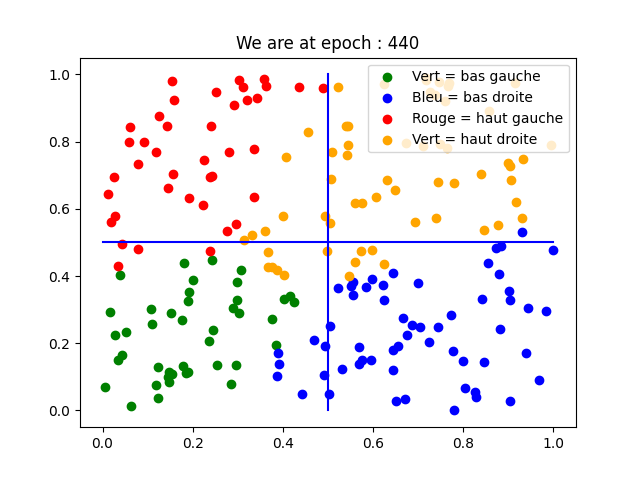 We are at epoch : 440
Vert = bas gauche
Bleu = bas droite
Rouge = haut gauche
Vert = haut droite
1.0
0.8
0.6
0.4
0.2
0.0
0.0 0.2 0.4 0.6 0.8 1.0